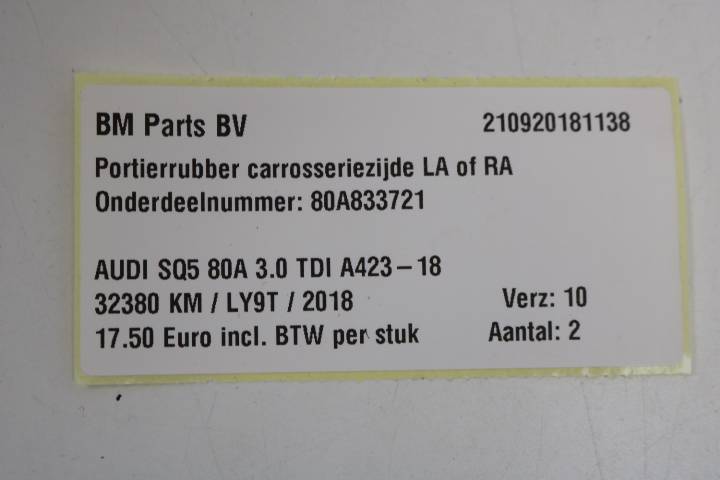 BM Parts BV 210920181138
Portierrubber carrosseriezijde LA of RA
Onderdeelnummer: 80A833721
AUDI SQ5 80A 3.0 TDI A423-18
32380 KM / LY9T / 2018 Verz: 10
17.50 Euro incl. BTW per stuk Aantal: 2